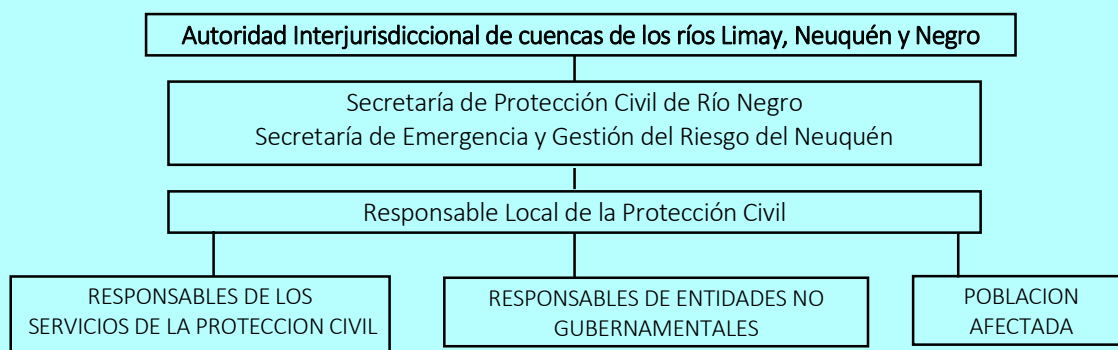 Autoridad Interjurisdiccional de cuencas de los ríos Limay, Neuquén y Negro
Secretaría de Protección Civil de Río Negro
Secretaría de Emergencia y Gestión del Riesgo del Neuquén
Responsable Local de la Protección Civil
RESPONSABLES DE LOS
SERVICIOS DE LA PROTECCION CIVIL
RESPONSABLES DE ENTIDADES NO
GUBERNAMENTALES
POBLACION
AFECTADA